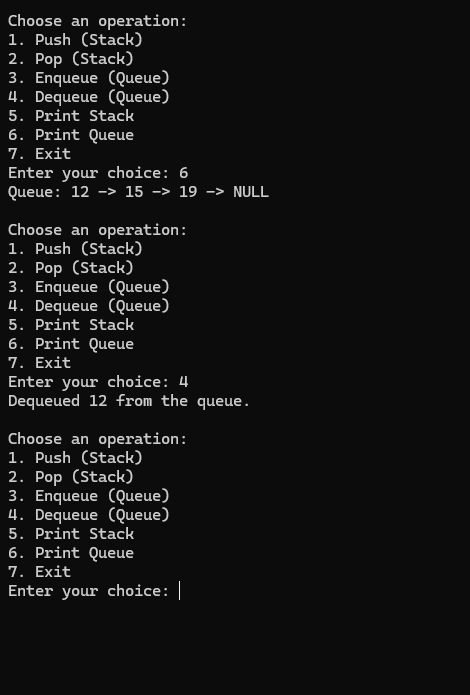 Choose an operation:
1. Push (Stack)
2. Pop (Stack)
3. Enqueue (Queue)
4. Dequeue (Queue)
5. Print Stack
6. Print Queue
7. Exit
Enter your choice: 6
Queue: 12 -> 15 -> 19 -> NULL

Choose an operation:
1. Push (Stack)
2. Pop (Stack)
3. Enqueue (Queue)
4. Dequeue (Queue)
5. Print Stack
6. Print Queue
7. Exit
Enter your choice: 4
Dequeued 12 from the queue.

Choose an operation:
1. Push (Stack)
2. Pop (Stack)
3. Enqueue (Queue)
4. Dequeue (Queue)
5. Print Stack
6. Print Queue
7. Exit
Enter your choice: